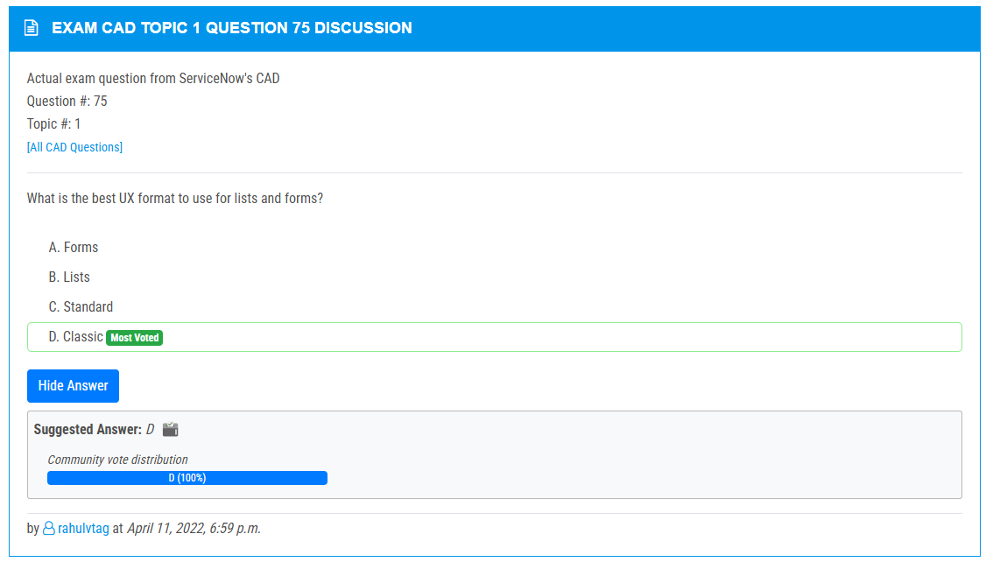 EXAM CAD TOPIC 1 QUESTION 75 DISCUSSION
Actual exam question from ServiceNow's CAD
Question #: 75
Topic #: 1
[All CAD Questions]
What is the best UX format to use for lists and forms?
A. Forms
B. Lists
C. Standard
D. Classic Most Voted
Hide Answer
Suggested Answer: D
Community vote distribution
D (100%)
by rahulvtag at April 11, 2022, 6:59 p.m.